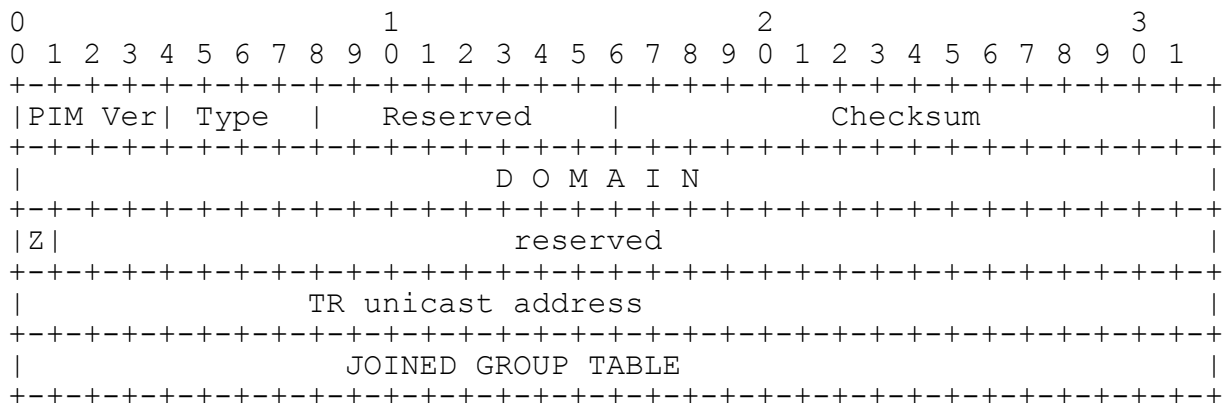 0                   1                   2                   3
0 1 2 3 4 5 6 7 8 9 0 1 2 3 4 5 6 7 8 9 0 1 2 3 4 5 6 7 8 9 0 1
+-+-+-+-+-+-+-+-+-+-+-+-+-+-+-+-+-+-+-+-+-+-+-+-+-+-+-+-+-+-+-+-+
|PIM Ver| Type  |   Reserved    |           Checksum            |
+-+-+-+-+-+-+-+-+-+-+-+-+-+-+-+-+-+-+-+-+-+-+-+-+-+-+-+-+-+-+-+-+
|                         D O M A I N                           |
+-+-+-+-+-+-+-+-+-+-+-+-+-+-+-+-+-+-+-+-+-+-+-+-+-+-+-+-+-+-+-+-+
|Z|                        reserved                             |
+-+-+-+-+-+-+-+-+-+-+-+-+-+-+-+-+-+-+-+-+-+-+-+-+-+-+-+-+-+-+-+-+
|               TR unicast address                              |
+-+-+-+-+-+-+-+-+-+-+-+-+-+-+-+-+-+-+-+-+-+-+-+-+-+-+-+-+-+-+-+-+
|                 JOINED GROUP TABLE                            |
+-+-+-+-+-+-+-+-+-+-+-+-+-+-+-+-+-+-+-+-+-+-+-+-+-+-+-+-+-+-+-+-+